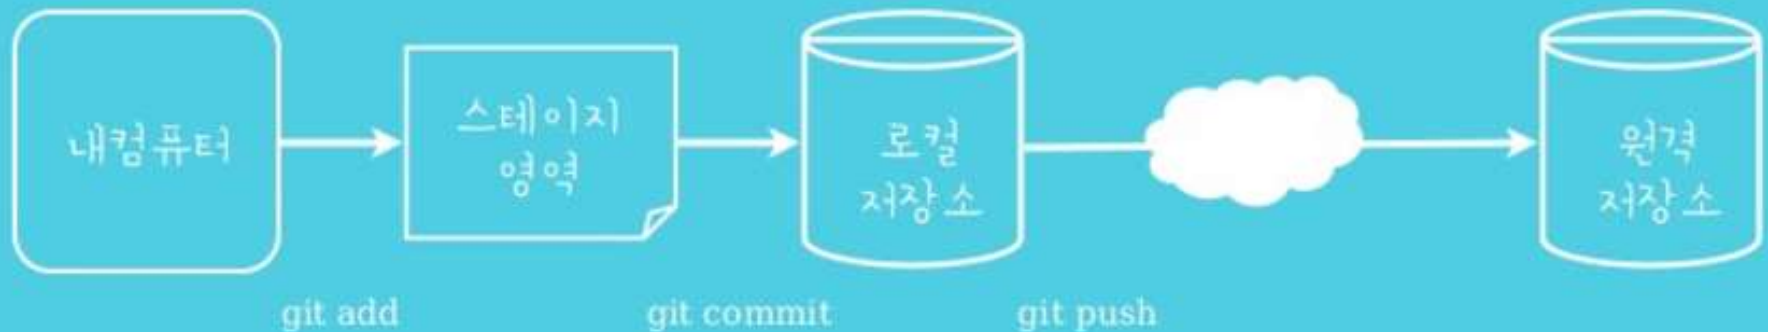 내컴퓨터
스테이지
영역
로컬
저장소
원격
저장소
git add
git commit
git push